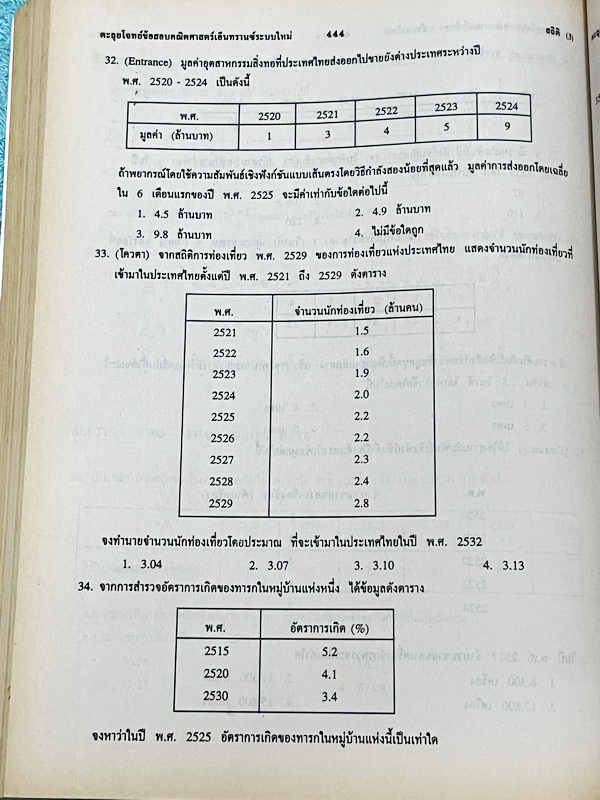 ตะลุยโจทย์ข้อสอบคณิตศาสตร์เอ็นทรานซ์ระบบใหม่ 444 สถิติ (3)
32. (Entrance) มูลค่าอุตสาหกรรมสิ่งทอที่ประเทศไทยส่งออกไปขายยังต่างประเทศระหว่างปี
พ.ศ. 2520 - 2524 เป็นดังนี้
พ.ศ. 2520 2521 2522 2523 2524
มูลค่า (ล้านบาท) 1 3 4 5 9
ถ้าพยากรณ์โดยใช้ความสัมพันธ์เชิงฟังก์ชันแบบเส้นตรงโดยวิธีกำลังสองน้อยที่สุดแล้ว มูลค่าการส่งออกโดยเฉลี่ย
ใน 6 เดือนแรกของปี พ.ศ. 2525 จะมีค่าเท่ากับข้อใดต่อไปนี้
1. 4.5 ล้านบาท 2. 4.9 ล้านบาท
3. 9.8 ล้านบาท 4. ไม่มีข้อใดถูก
33. (โควตา) จากสถิติการท่องเที่ยว พ.ศ. 2529 ของการท่องเที่ยวแห่งประเทศไทย แสดงจำนวนนักท่องเที่ยวที่
เข้ามาในประเทศไทยตั้งแต่ปี พ.ศ. 2521 ถึง 2529 ดังตาราง
พ.ศ. จำนวนนักท่องเที่ยว (ล้านคน)
2521 1.5
2522 1.6
2523 1.9
2524 2.0
2525 2.2
2526 2.2
2527 2.3
2528 2.4
2529 2.8
จงทำนายจำนวนนักท่องเที่ยวโดยประมาณ ที่จะเข้ามาในประเทศไทยในปี พ.ศ. 2532
1. 3.04 2. 3.07 3. 3.10 4. 3.13
34. จากการสำรวจอัตราการเกิดของทารกในหมู่บ้านแห่งหนึ่ง ได้ข้อมูลดังตาราง
พ.ศ. อัตราการเกิด (%)
2515 5.2
2520 4.1
2530 3.4
จงหาว่าในปี พ.ศ. 2525 อัตราการเกิดของทารกในหมู่บ้านแห่งนี้เป็นเท่าใด